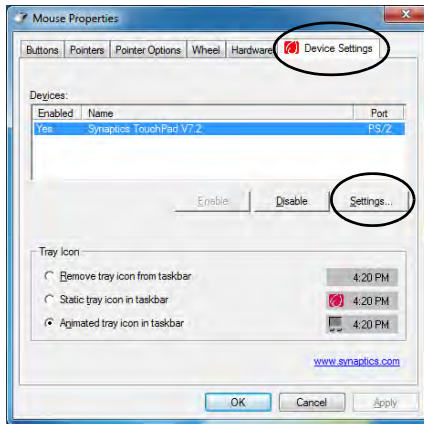 Mouse Properties
Buttons Pointers Pointer Options Wheel Hardware Device Settings
Devices:
Enabled Name Port
Yes Synaptics TouchPad V7.2 PS/2
Enable Disable Settings...
Tray Icon
Remove tray icon from taskbar 4:20 PM
Static tray icon in taskbar 4:20 PM
Animated tray icon in taskbar 4:20 PM
www.synaptics.com
OK Cancel Apply